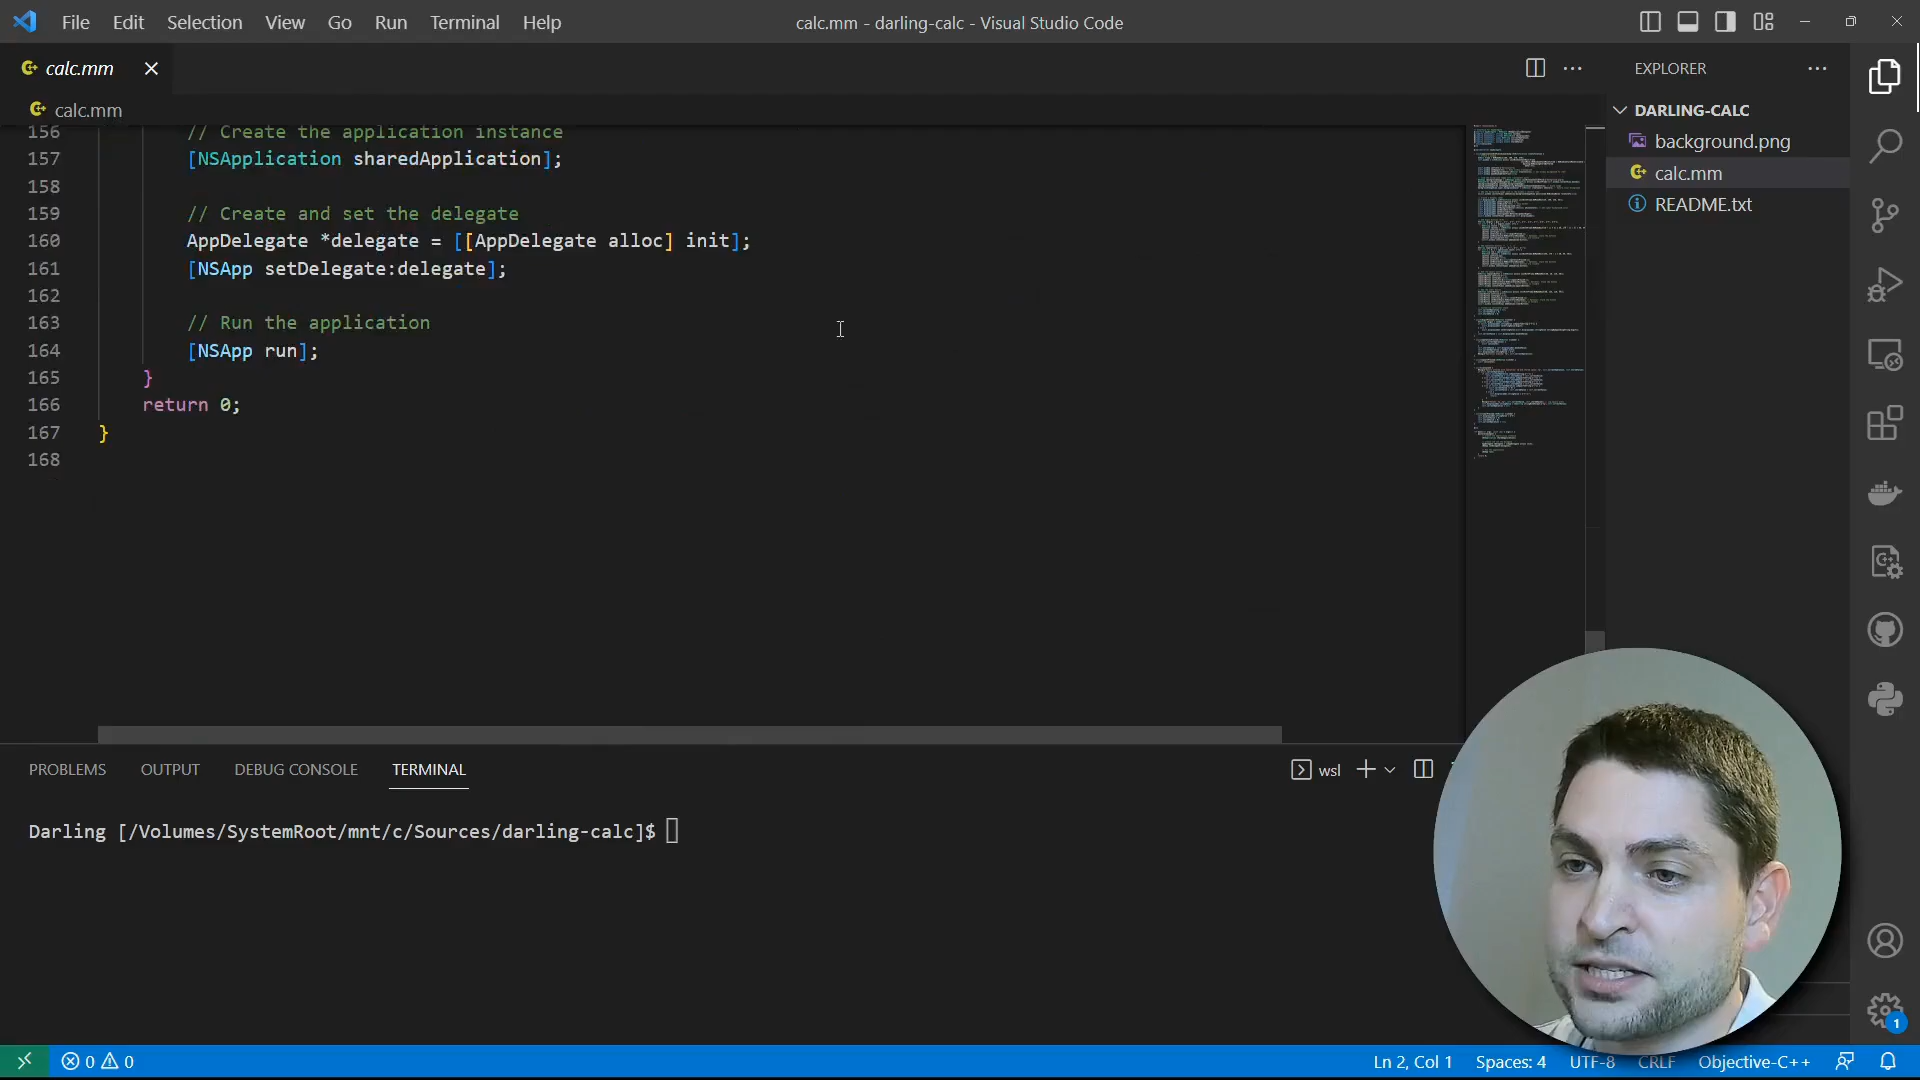 File Edit Selection View Go Run Terminal Help
calc.mm - darling-calc - Visual Studio Code
calc.mm
EXPLORER
calc.mm
DARLING-CALC
background.png
calc.mm
README.txt
156 // Create the application instance
157 [NSApplication sharedApplication];
158
159 // Create and set the delegate
160 AppDelegate *delegate = [[AppDelegate alloc] init];
161 [NSApp setDelegate:delegate];
162
163 // Run the application
164 [NSApp run];
165 }
166 return 0;
167 }
168
PROBLEMS OUTPUT DEBUG CONSOLE TERMINAL
wsl
Darling [/Volumes/SystemRoot/mnt/c/Sources/darling-calc]$
1
0 0
Ln 2, Col 1 Spaces: 4 UTF-8 CRLF Objective-C++